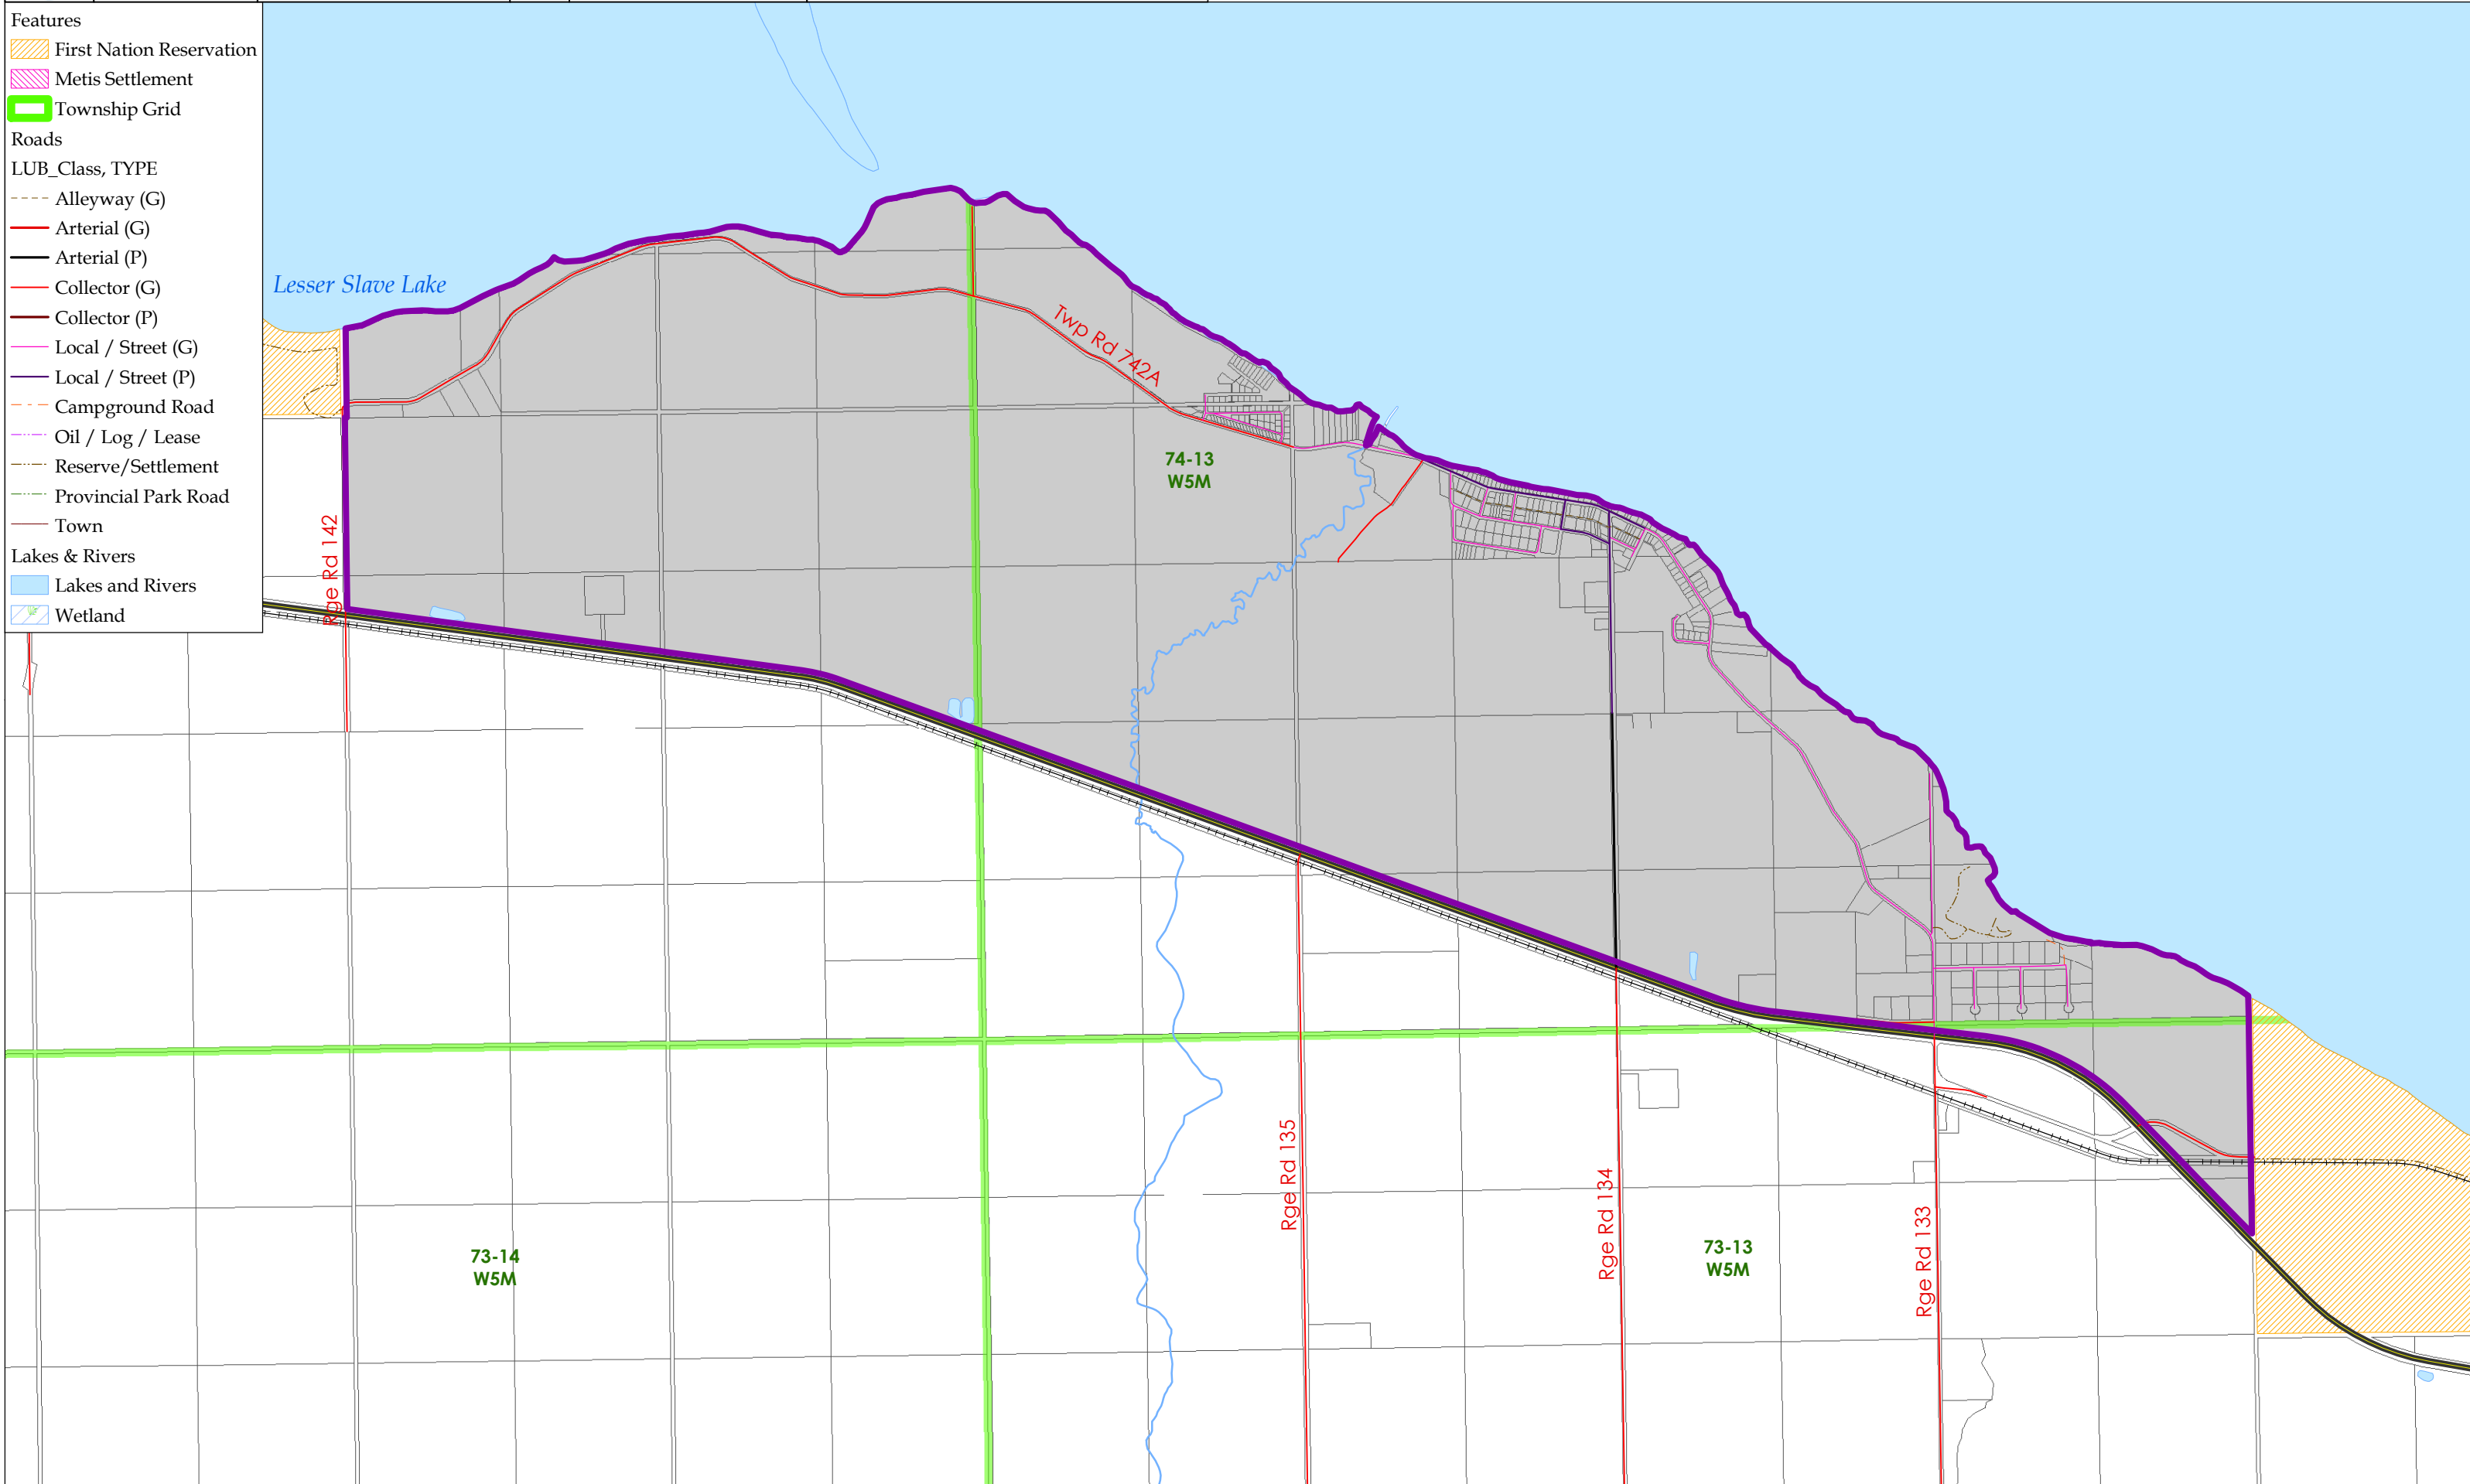 Features
First Nation Reservation
Metis Settlement
Township Grid
Roads
LUB_Class, TYPE
Alleyway (G)
Arterial (G)
Arterial (P)
Collector (G)
Collector (P)
Local / Street (G)
Local / Street (P)
Campground Road
Oil / Log / Lease
Reserve/Settlement
Provincial Park Road
Town
Lakes & Rivers
Lakes and Rivers
Wetland
Lesser Slave Lake
Twp Rd 742A
74-13
W5M
Rge Rd 142
Rge Rd 135
Rge Rd 134
Rge Rd 133
73-14
W5M
73-13
W5M